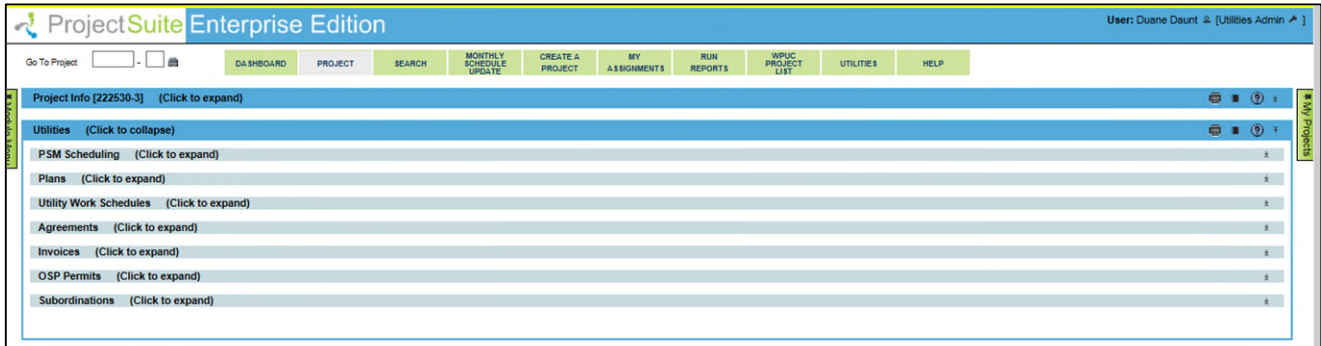 ProjectSuite Enterprise Edition
User: Duane Daunt [Utilities Admin ]
Go To Project -
DASHBOARD
PROJECT
SEARCH
MONTHLY SCHEDULE UPDATE
CREATE A PROJECT
MY ASSIGNMENTS
RUN REPORTS
WPUC PROJECT LIST
UTILITIES
HELP
Project Info [222530-3] (Click to expand)
Module Menu
My Projects
Utilities (Click to collapse)
PSM Scheduling (Click to expand)
Plans (Click to expand)
Utility Work Schedules (Click to expand)
Agreements (Click to expand)
Invoices (Click to expand)
OSP Permits (Click to expand)
Subordinations (Click to expand)